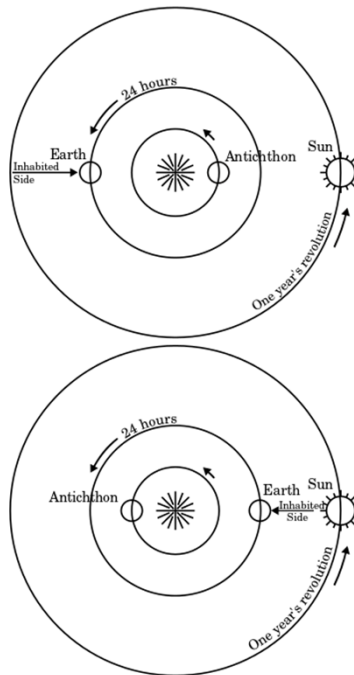 24 hours
Earth
Inhabited
Side
Antichthon
Sun
One year's revolution
24 hours
Antichthon
Earth
Sun
Inhabited
Side
One year's revolution